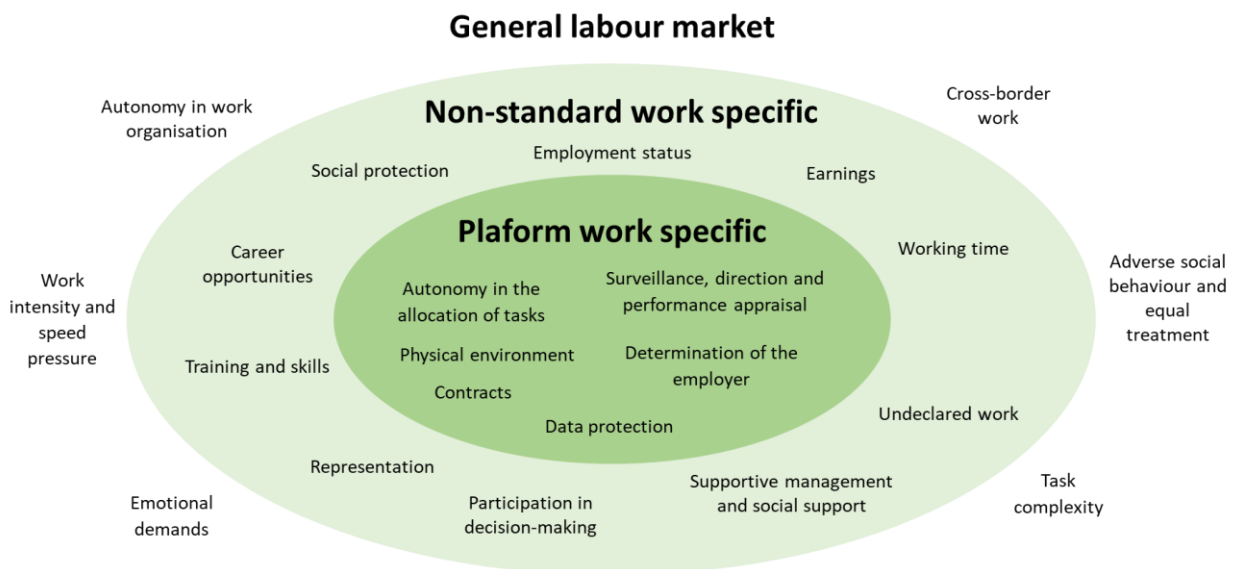 General labour market
Autonomy in work
organisation
Non-standard work specific
Cross-border
work
Employment status
Social protection
Earnings
Plaform work specific
Career
opportunities
Working time
Work
intensity and
speed
pressure
Autonomy in the
allocation of tasks
Surveillance, direction and
performance appraisal
Adverse social
behaviour and
equal
treatment
Physical environment
Determination of the
employer
Training and skills
Contracts
Data protection
Undeclared work
Representation
Participation in
decision-making
Supportive management
and social support
Emotional
demands
Task
complexity